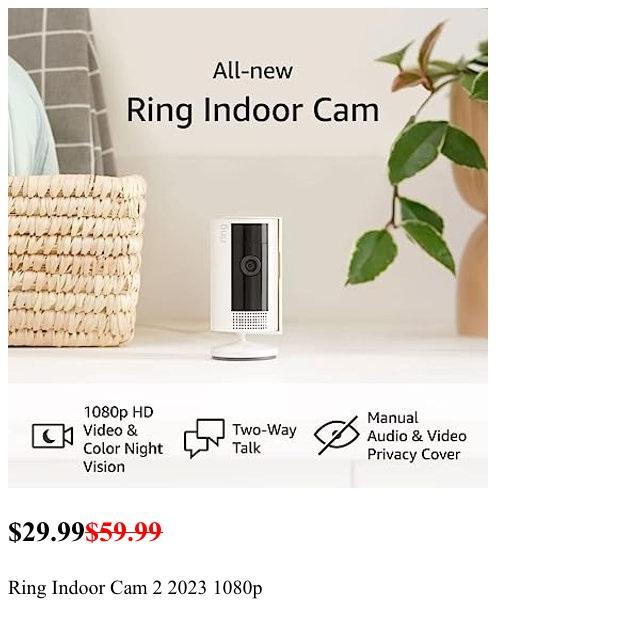 All-new
Ring Indoor Cam
ring
1080p HD
Video &
Color Night
Vision
Two-Way
Talk
Manual
Audio & Video
Privacy Cover
$29.99$59.99
Ring Indoor Cam 2 2023 1080p